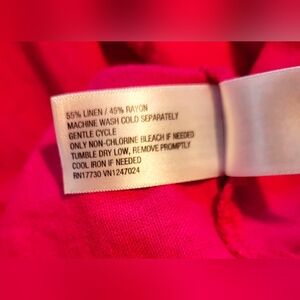 55% LINEN / 45% RAYON
MACHINE WASH COLD SEPARATELY
GENTLE CYCLE
ONLY NON-CHLORINE BLEACH IF NEEDED
TUMBLE DRY LOW, REMOVE PROMPTLY
COOL IRON IF NEEDED
RN17730 VN1247024